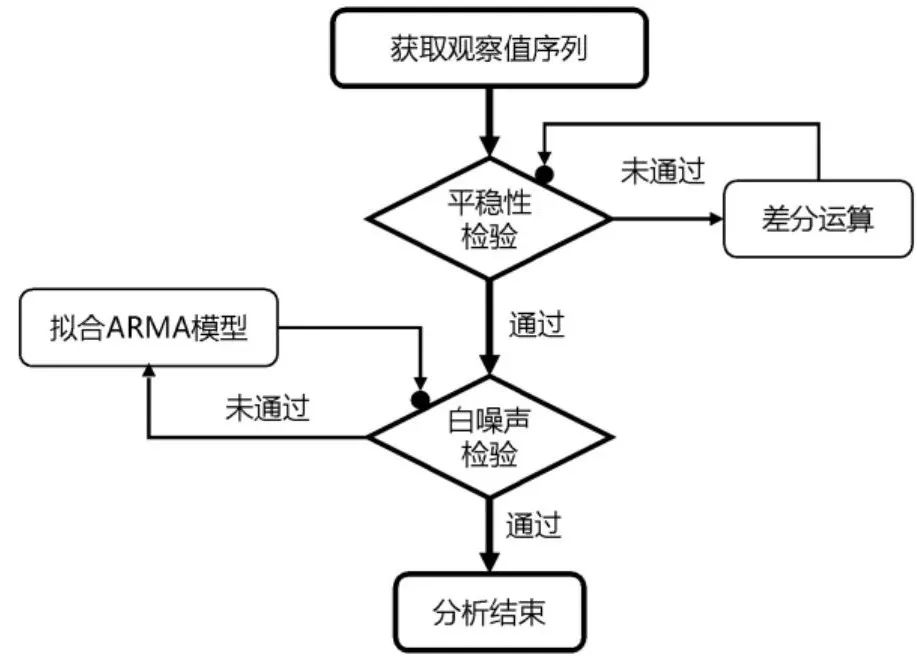 获取观察值序列
未通过
平稳性
检验
差分运算
通过
拟合ARMA模型
未通过
白噪声
检验
通过
分析结束